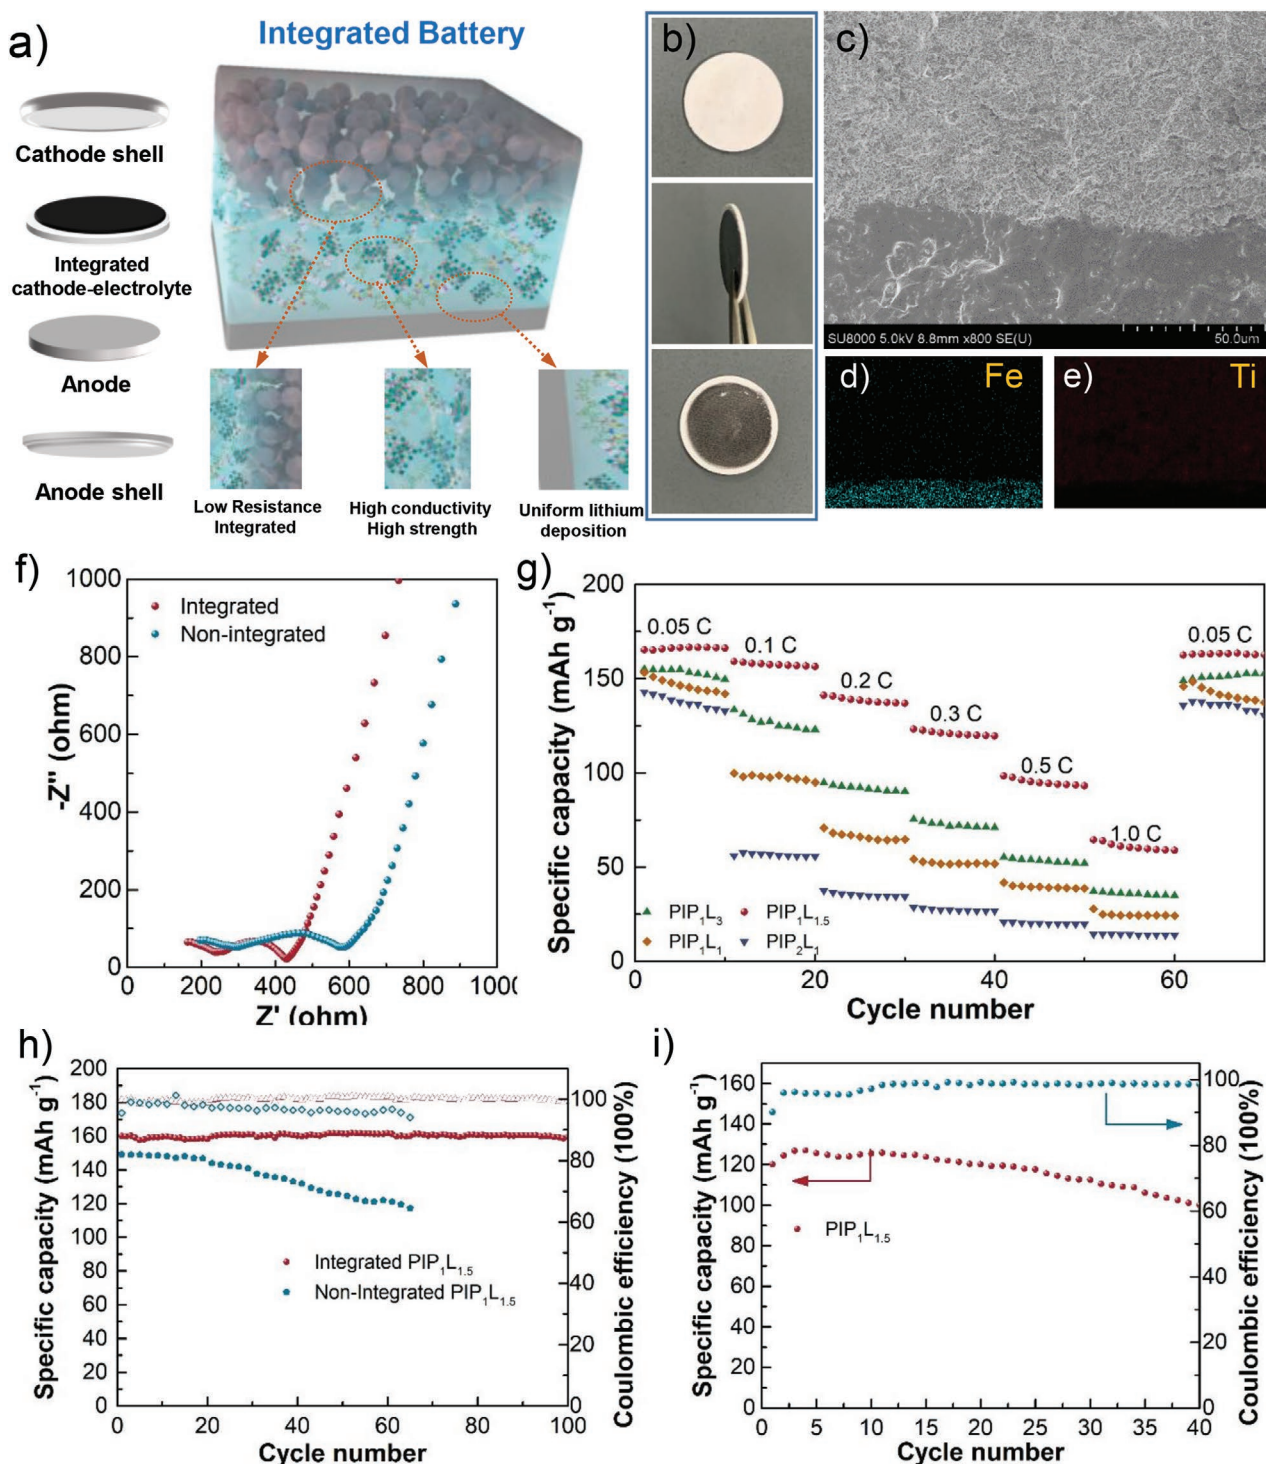 a)
Integrated Battery
Cathode shell
Integrated
cathode-electrolyte
Anode
Anode shell
Low Resistance
Integrated
High conductivity
High strength
Uniform lithium
deposition
b)
c)
SU8000 5.0kV 8.8mm x800 SE(U)
50.0um
d)
Fe
e)
Ti
f)
1000
800
600
400
200
0
Integrated
Non-integrated
-Z'' (ohm)
0 200 400 600 800 1000
Z' (ohm)
g)
200
150
100
50
0
Specific capacity (mAh g⁻¹)
0.05 C
0.1 C
0.2 C
0.3 C
0.5 C
1.0 C
0.05 C
PIP₁L₃ PIP₁L₁.₅
PIP₁L₁ PIP₂L₁
0 20 40 60
Cycle number
h)
200
180
160
140
120
100
80
60
40
20
0
Specific capacity (mAh g⁻¹)
Integrated PIP₁L₁.₅
Non-Integrated PIP₁L₁.₅
100
80
60
40
20
0
Coulombic efficiency (100%)
0 20 40 60 80 100
Cycle number
i)
160
140
120
100
80
60
40
20
0
Specific capacity (mAh g⁻¹)
PIP₁L₁.₅
100
80
60
40
20
0
Coulombic efficiency (100%)
0 5 10 15 20 25 30 35 40
Cycle number